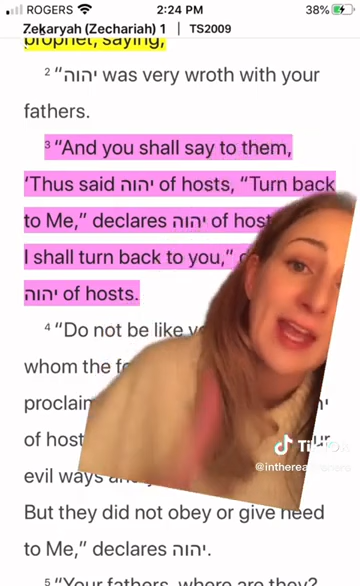 ROGERS 2:24 PM 38%
Zekaryah (Zechariah) 1 | TS2009
prophet, saying,
2 “יהוה was very wroth with your
fathers.
3 “And you shall say to them,
‘Thus said יהוה of hosts, “Turn back
to Me,” declares יהוה of
I shall turn back to you,”
יהוה of hosts.
4 “Do not be like
whom the
proclaim
of
TikTok
evil ways
But they did not obey or give heed
to Me,” declares יהוה.
5 “Your fathers, where are they?